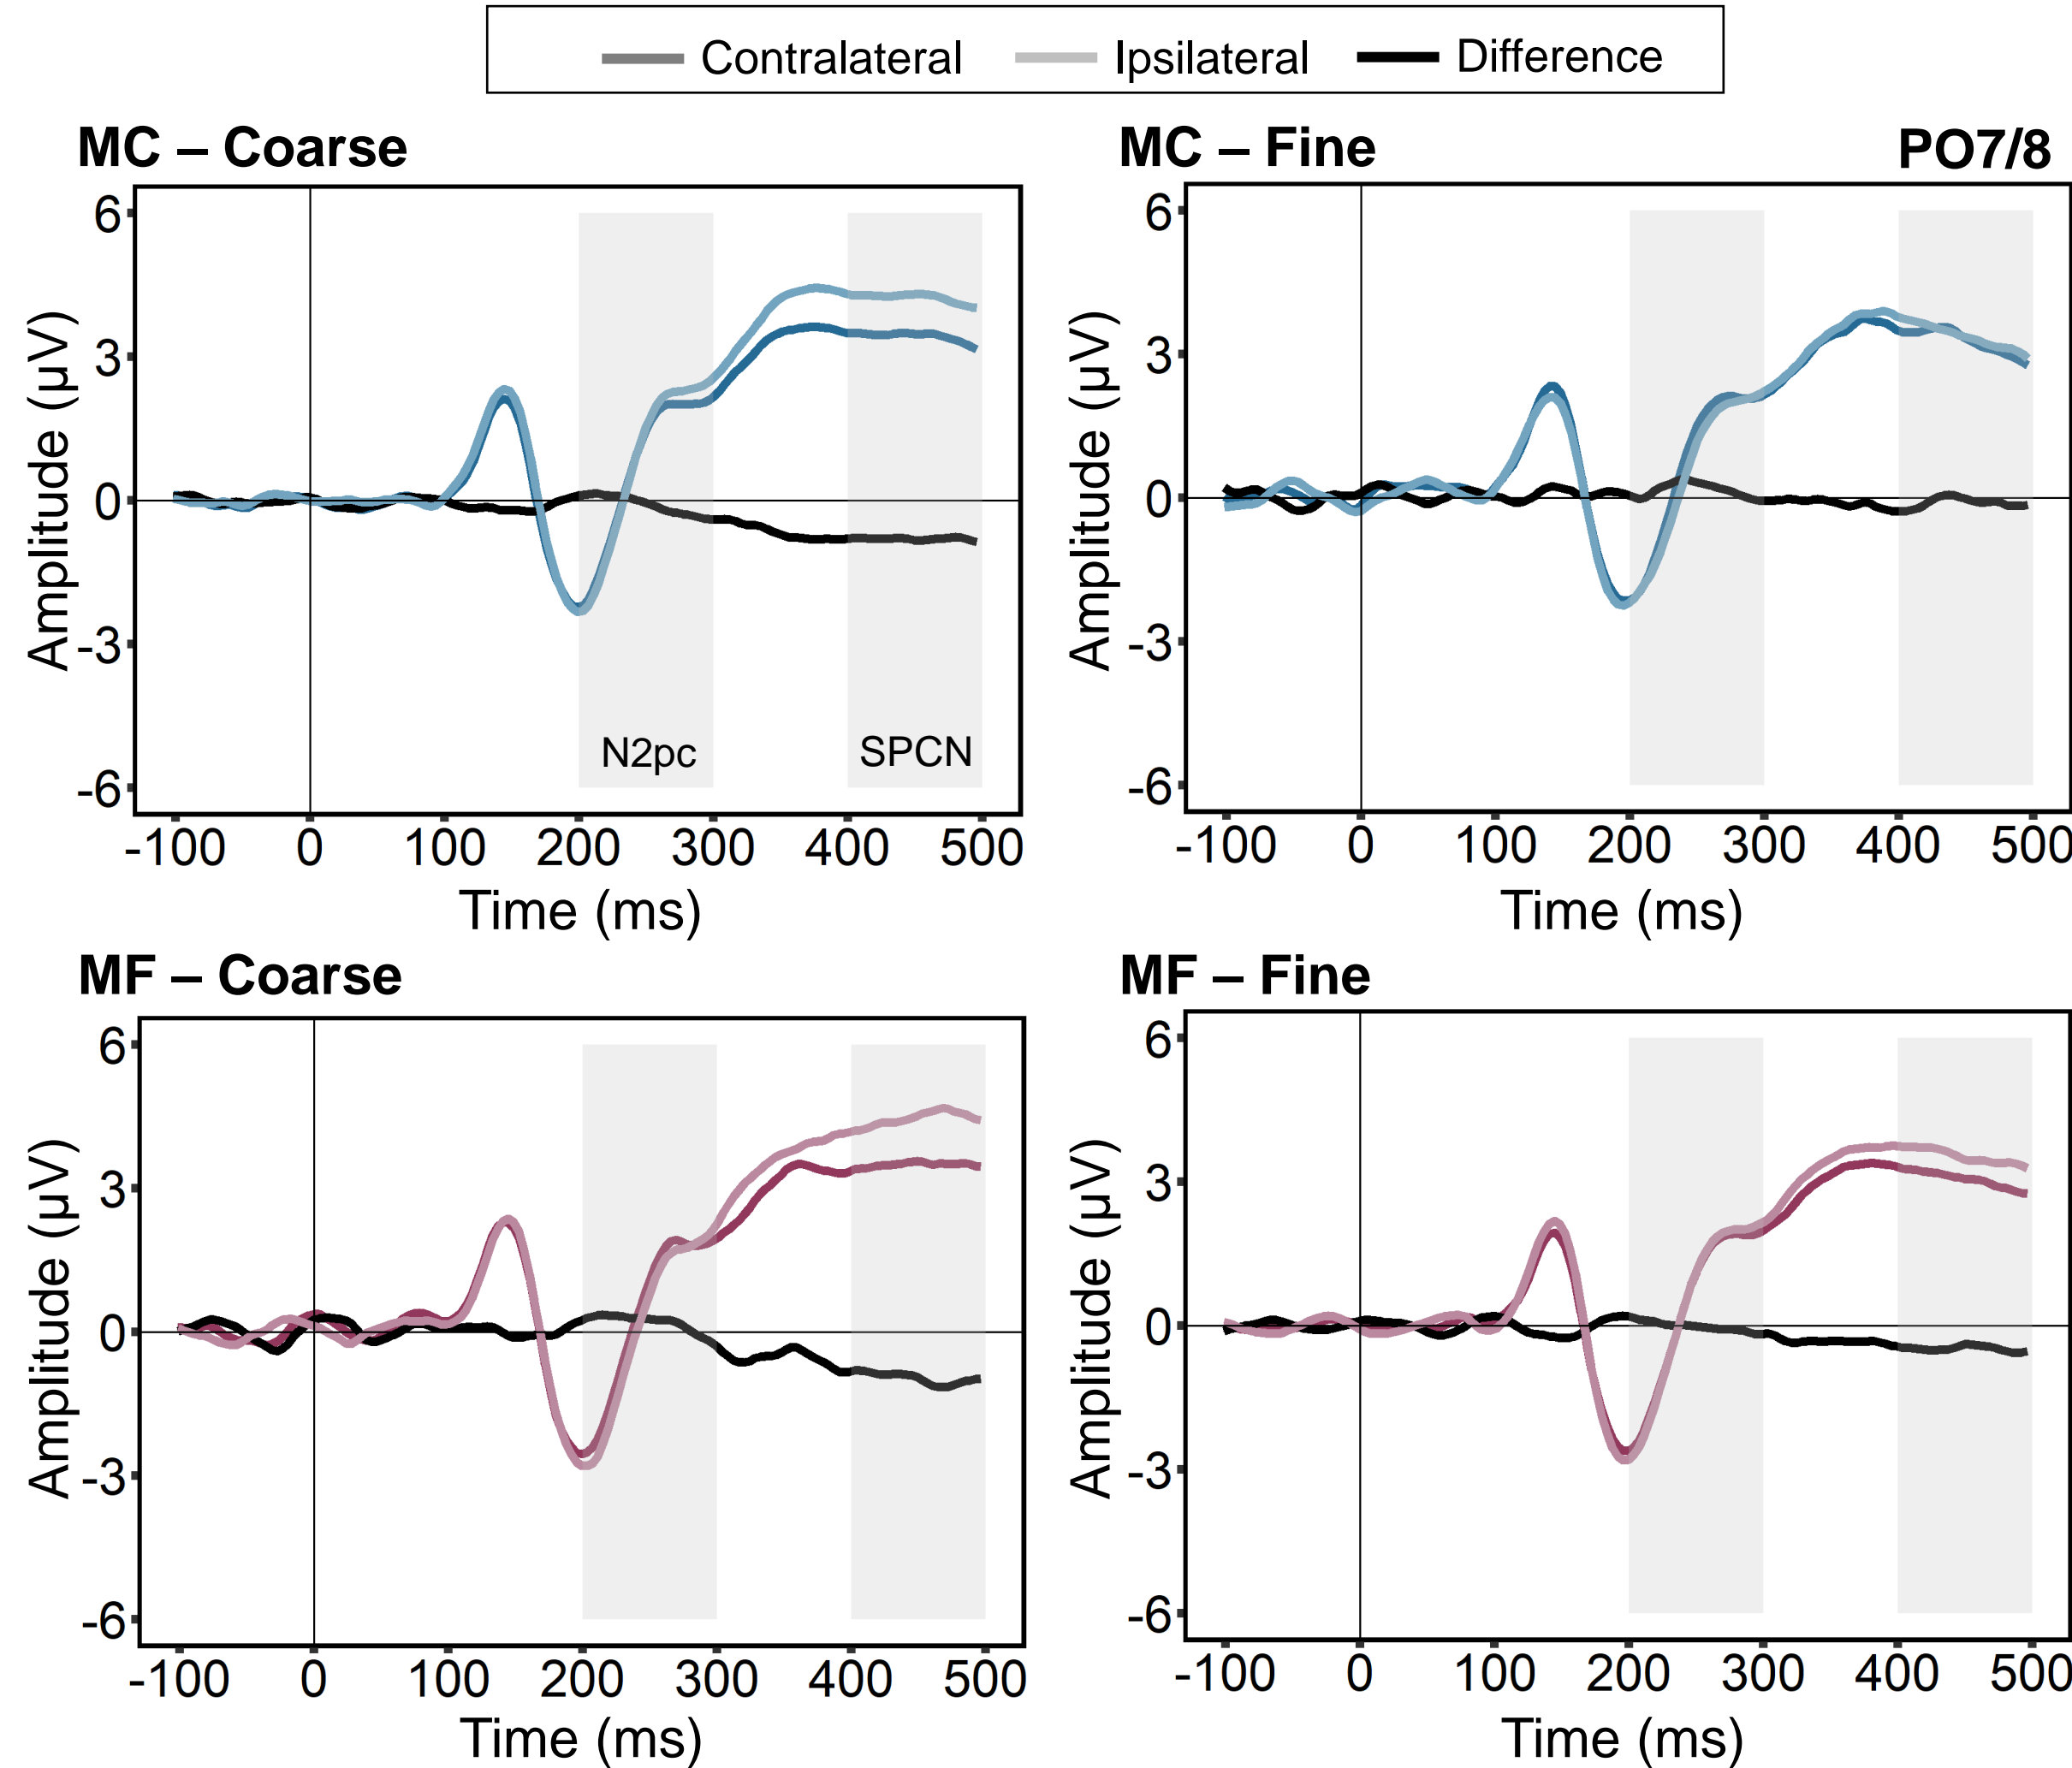 Contralateral Ipsilateral Difference
MC – Coarse
6
3
0
-3
-6
Amplitude (µV)
N2pc SPCN
-100 0 100 200 300 400 500
Time (ms)
MC – Fine PO7/8
6
3
0
-3
-6
Amplitude (µV)
-100 0 100 200 300 400 500
Time (ms)
MF – Coarse
6
3
0
-3
-6
Amplitude (µV)
-100 0 100 200 300 400 500
Time (ms)
MF – Fine
6
3
0
-3
-6
Amplitude (µV)
-100 0 100 200 300 400 500
Time (ms)